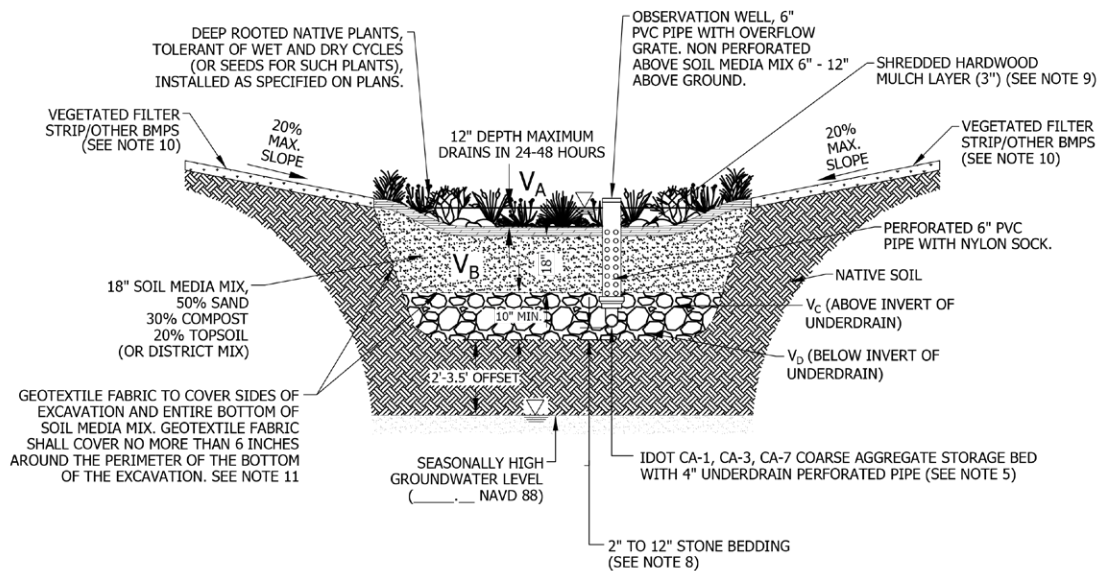 DEEP ROOTED NATIVE PLANTS,
TOLERANT OF WET AND DRY CYCLES
(OR SEEDS FOR SUCH PLANTS),
INSTALLED AS SPECIFIED ON PLANS.
OBSERVATION WELL, 6"
PVC PIPE WITH OVERFLOW
GRATE. NON PERFORATED
ABOVE SOIL MEDIA MIX 6" - 12"
ABOVE GROUND.
SHREDDED HARDWOOD
MULCH LAYER (3") (SEE NOTE 9)
VEGETATED FILTER
STRIP/OTHER BMPS
(SEE NOTE 10)
20%
MAX.
SLOPE
12" DEPTH MAXIMUM
DRAINS IN 24-48 HOURS
20%
MAX.
SLOPE
VEGETATED FILTER
STRIP/OTHER BMPS
(SEE NOTE 10)
VA
PERFORATED 6" PVC
PIPE WITH NYLON SOCK.
VB
18"
NATIVE SOIL
18" SOIL MEDIA MIX,
50% SAND
30% COMPOST
20% TOPSOIL
(OR DISTRICT MIX)
10" MIN.
VC (ABOVE INVERT OF
UNDERDRAIN)
VD (BELOW INVERT OF
UNDERDRAIN)
2'-3.5' OFFSET
GEOTEXTILE FABRIC TO COVER SIDES OF
EXCAVATION AND ENTIRE BOTTOM OF
SOIL MEDIA MIX. GEOTEXTILE FABRIC
SHALL COVER NO MORE THAN 6 INCHES
AROUND THE PERIMETER OF THE BOTTOM
OF THE EXCAVATION. SEE NOTE 11
SEASONALLY HIGH
GROUNDWATER LEVEL
(_____.__ NAVD 88)
IDOT CA-1, CA-3, CA-7 COARSE AGGREGATE STORAGE BED
WITH 4" UNDERDRAIN PERFORATED PIPE (SEE NOTE 5)
2" TO 12" STONE BEDDING
(SEE NOTE 8)